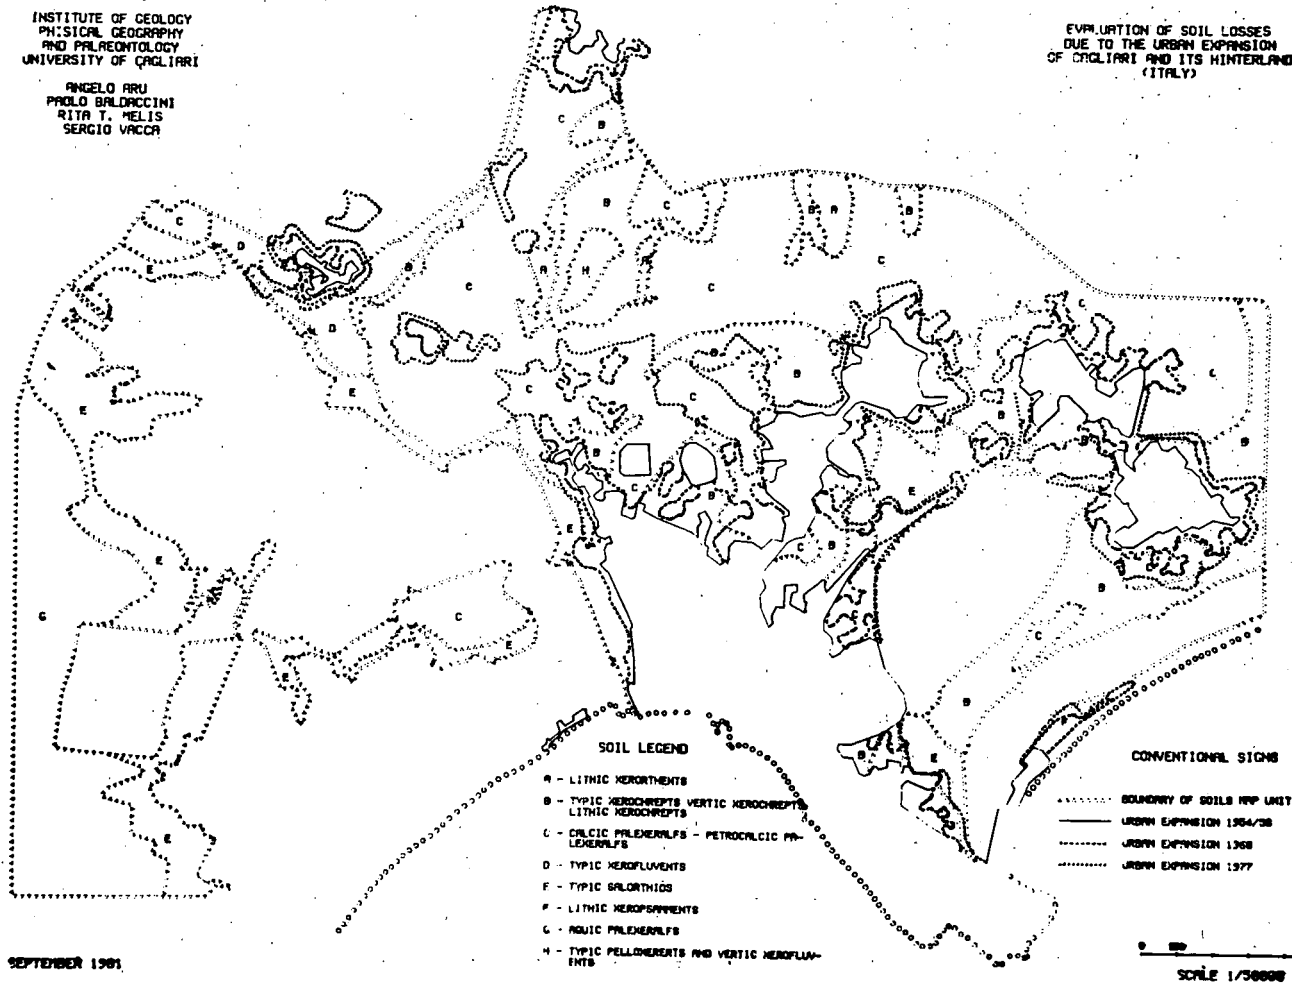 INSTITUTE OF GEOLOGY
PHYSICAL GEOGRAPHY
AND PALAEONTOLOGY
UNIVERSITY OF CAGLIARI
ANGELO ARU
PAOLO BALDACCINI
RITA T. MELIS
SERGIO VACCA
EVALUATION OF SOIL LOSSES
DUE TO THE URBAN EXPANSION
OF CAGLIARI AND ITS HINTERLAND
(ITALY)
C
B
C
D
E
B
C
A
H
B
C
B
A
B
C
C
D
E
E
C
B
C
B
B
C
B
E
C
B
E
G
E
C
E
E
E
B
C
B
B
E
SOIL LEGEND
A - LITHIC XERORTHENTS
B - TYPIC XEROCHREPTS VERTIC XEROCHREPTS
LITHIC XEROCHREPTS
C - CALCIC PALEXERALFS - PETROCALCIC PA-
LEXERALFS
D - TYPIC XEROFLUVENTS
E - TYPIC SALORTHIDS
F - LITHIC XEROPSAMMENTS
G - AQUIC PALEXERALFS
H - TYPIC PELLOXERERTS AND VERTIC XEROFLUV-
ENTS
CONVENTIONAL SIGNS
BOUNDARY OF SOILS MAP UNIT
URBAN EXPANSION 1954/58
URBAN EXPANSION 1968
URBAN EXPANSION 1977
SEPTEMBER 1981
0
SCALE 1/50000